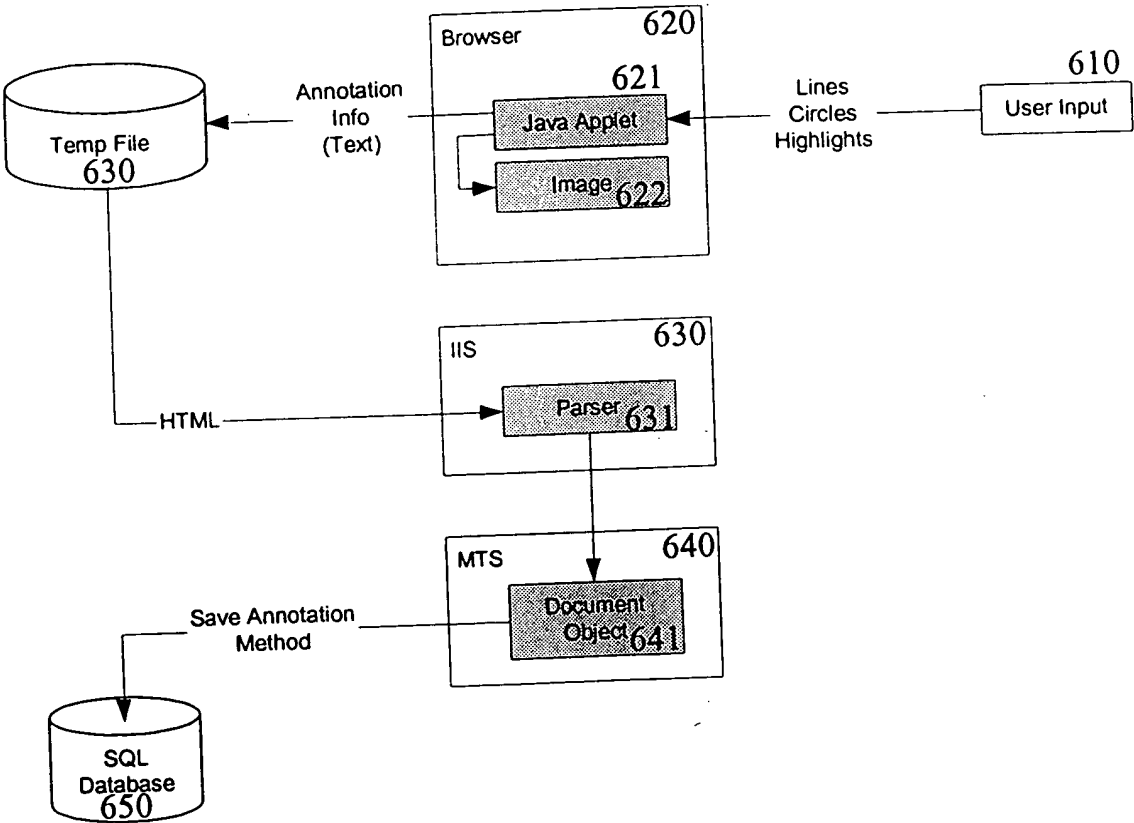 Browser
620
621
Java Applet
Image
622
Annotation
Info
(Text)
Lines
Circles
Highlights
610
User Input
Temp File
630
IIS
630
Parser
631
HTML
MTS
640
Document
Object
641
Save Annotation
Method
SQL
Database
650